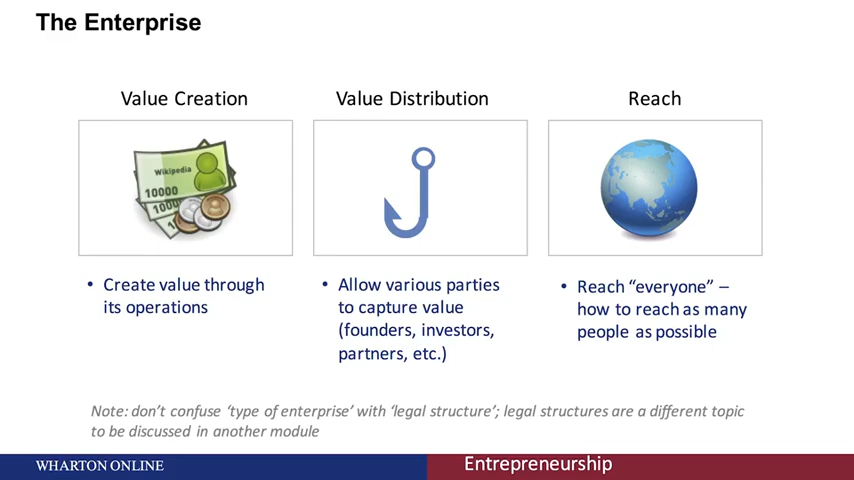 The Enterprise
Value Creation
Value Distribution
Reach
Wikipedia
10000
1000
1
• Create value through
its operations
• Allow various parties
to capture value
(founders, investors,
partners, etc.)
• Reach “everyone” –
how to reach as many
people as possible
Note: don’t confuse ‘type of enterprise’ with ‘legal structure’; legal structures are a different topic
to be discussed in another module
WHARTON ONLINE
Entrepreneurship